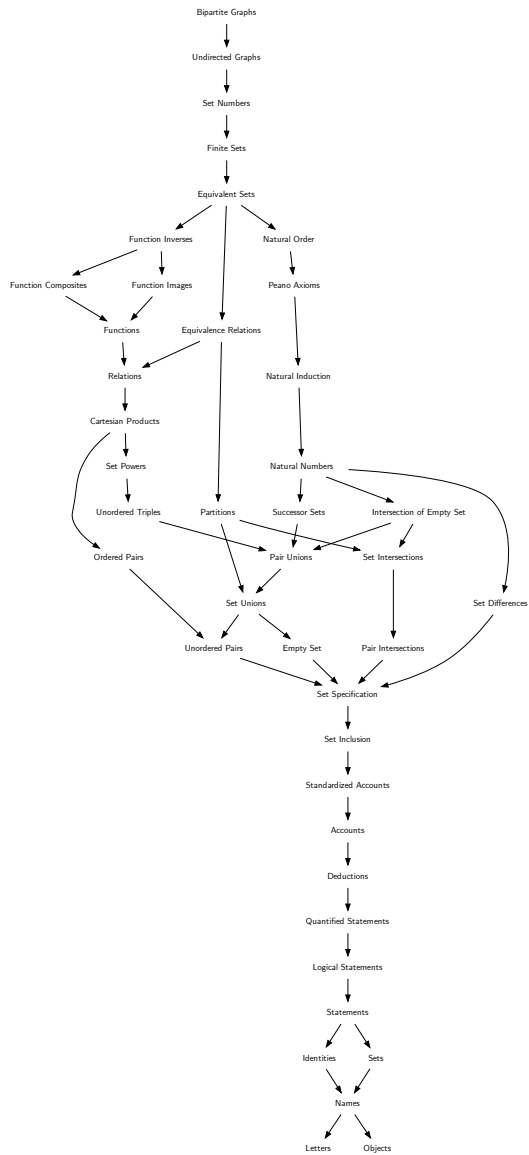 Bipartite Graphs
Undirected Graphs
Set Numbers
Finite Sets
Equivalent Sets
Function Inverses
Natural Order
Function Composites
Function Images
Peano Axioms
Functions
Equivalence Relations
Relations
Natural Induction
Cartesian Products
Set Powers
Natural Numbers
Unordered Triples
Partitions
Successor Sets
Intersection of Empty Set
Ordered Pairs
Pair Unions
Set Intersections
Set Unions
Set Differences
Unordered Pairs
Empty Set
Pair Intersections
Set Specification
Set Inclusion
Standardized Accounts
Accounts
Deductions
Quantified Statements
Logical Statements
Statements
Identities
Sets
Names
Letters
Objects